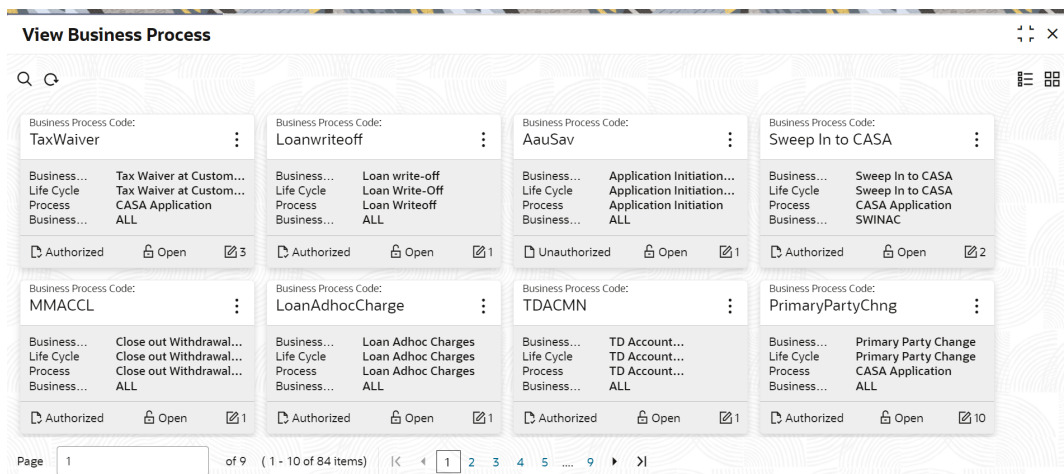 View Business Process
Business Process Code:
TaxWaiver
Business... Tax Waiver at Custom...
Life Cycle Tax Waiver at Custom...
Process CASA Application
Business... ALL
Authorized Open 3
Business Process Code:
Loanwriteoff
Business... Loan write-off
Life Cycle Loan Write-Off
Process Loan Writeoff
Business... ALL
Authorized Open 1
Business Process Code:
AauSav
Business... Application Initiation...
Life Cycle Application Initiation...
Process Application Initiation
Business... ALL
Unauthorized Open 1
Business Process Code:
Sweep In to CASA
Business... Sweep In to CASA
Life Cycle Sweep In to CASA
Process CASA Application
Business... SWINAC
Authorized Open 2
Business Process Code:
MMACCL
Business... Close out Withdrawal...
Life Cycle Close out Withdrawal...
Process Close out Withdrawal...
Business... ALL
Authorized Open 1
Business Process Code:
LoanAdhocCharge
Business... Loan Adhoc Charges
Life Cycle Loan Adhoc Charges
Process Loan Adhoc Charges
Business... ALL
Authorized Open 1
Business Process Code:
TDACMN
Business... TD Account...
Life Cycle TD Account...
Process TD Account...
Business... ALL
Authorized Open 1
Business Process Code:
PrimaryPartyChng
Business... Primary Party Change
Life Cycle Primary Party Change
Process CASA Application
Business... ALL
Authorized Open 10
Page 1 of 9 ( 1 - 10 of 84 items) 1 2 3 4 5 .... 9